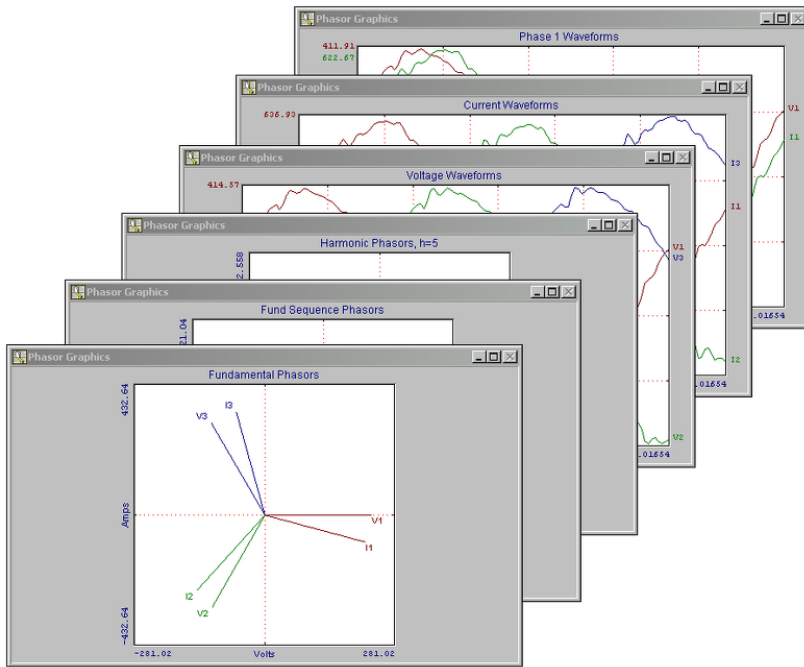 Phasor Graphics
Phase 1 Waveforms
411.91
622.67
V1
I1
.01654
Phasor Graphics
Current Waveforms
636.93
I3
I1
I2
.01654
Phasor Graphics
Voltage Waveforms
414.57
V1
V3
V2
.01654
Phasor Graphics
Harmonic Phasors, h=5
2.558
Phasor Graphics
Fund Sequence Phasors
21.04
Phasor Graphics
Fundamental Phasors
432.64
I3
V3
Amps
V1
I1
I2
V2
-432.64
-281.02
Volts
281.02